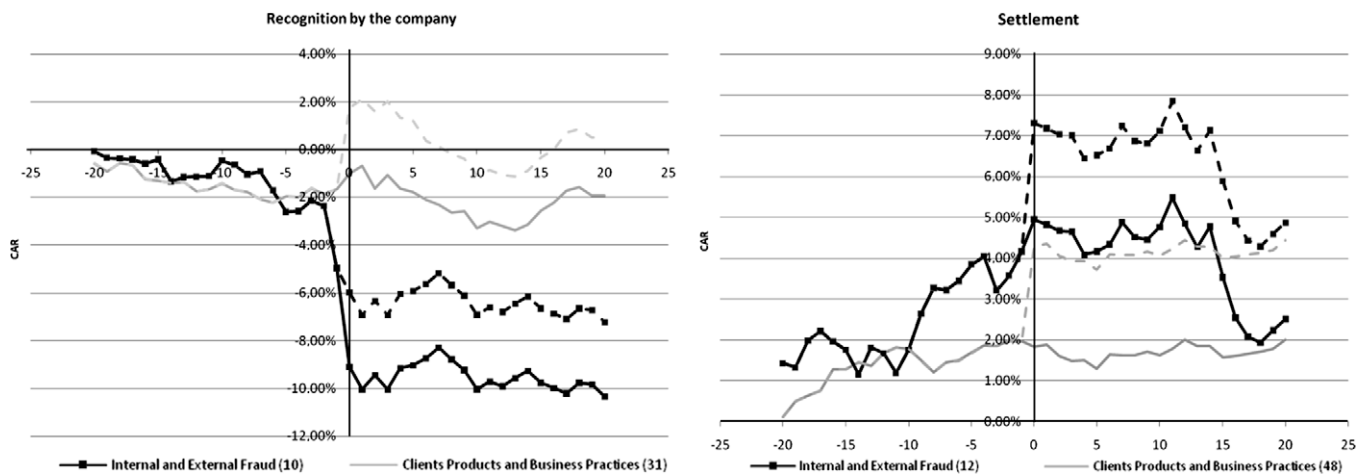 Recognition by the company
4.00%
2.00%
0.00%
-25 -20 -15 -10 -5 0 5 10 15 20 25
-2.00%
-4.00%
-6.00%
-8.00%
-10.00%
-12.00%
CAR
Internal and External Fraud (10) Clients Products and Business Practices (31)
Settlement
9.00%
8.00%
7.00%
6.00%
5.00%
4.00%
3.00%
2.00%
1.00%
0.00%
-25 -20 -15 -10 -5 0 5 10 15 20 25
CAR
Internal and External Fraud (12) Clients Products and Business Practices (48)